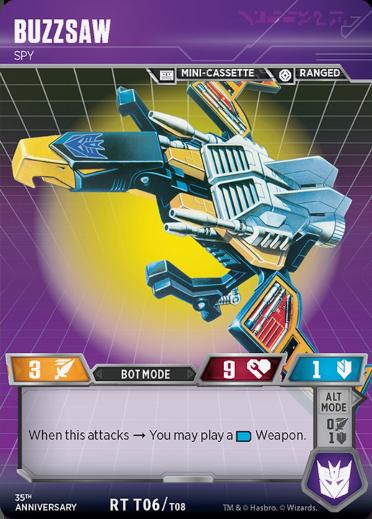 BUZZSAW
SPY
MINI-CASSETTE RANGED
3 BOT MODE 9 1
ALT
MODE
0
1
When this attacks → You may play a Weapon.
35TH
ANNIVERSARY
RT T06/T08
TM & © Hasbro. © Wizards.